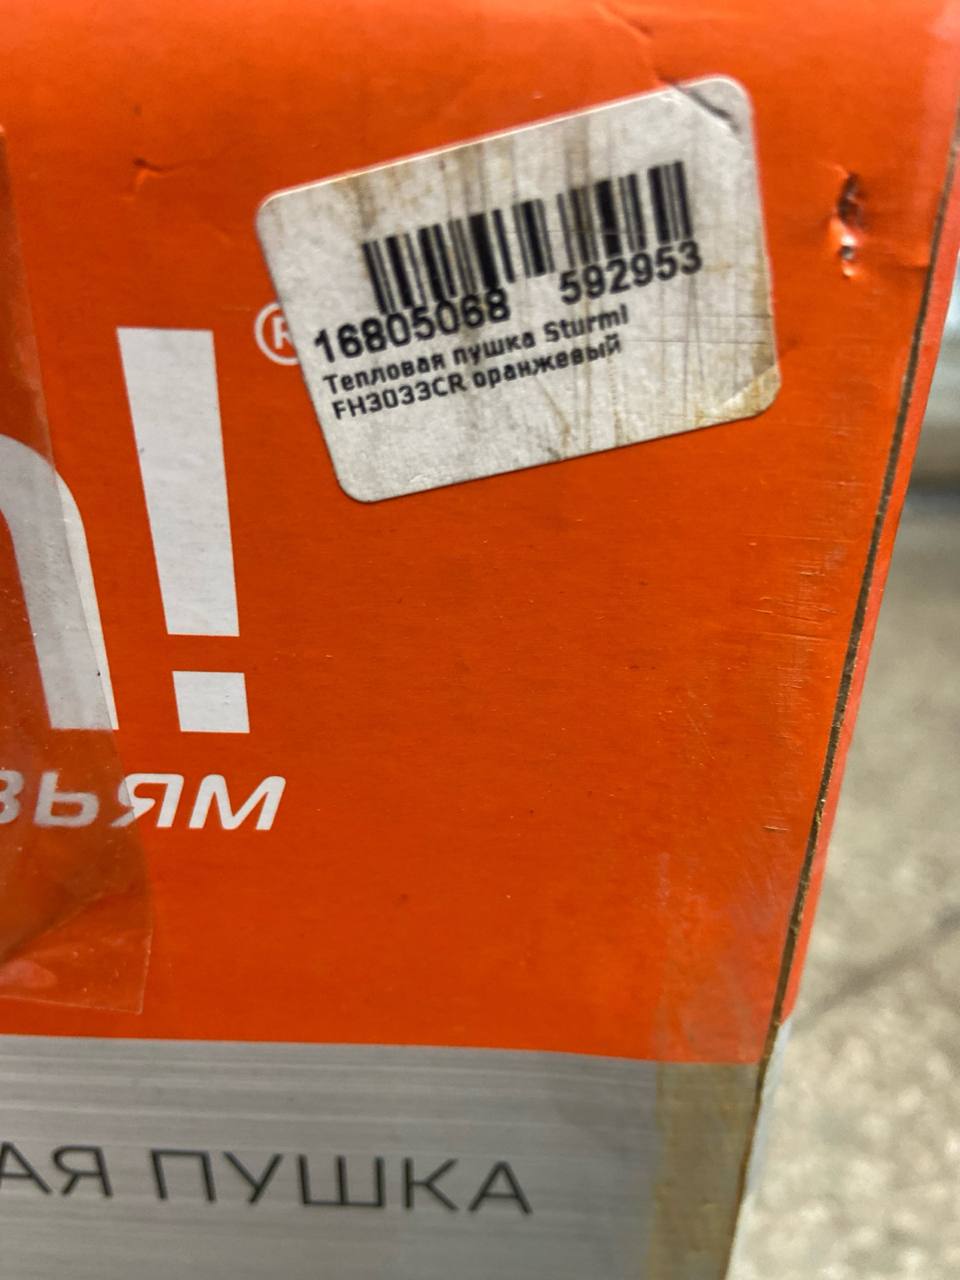 16805068 592953
Тепловая пушка Sturm!
FH3033CR оранжевый
®
m!
ЗЬЯМ
АЯ ПУШКА